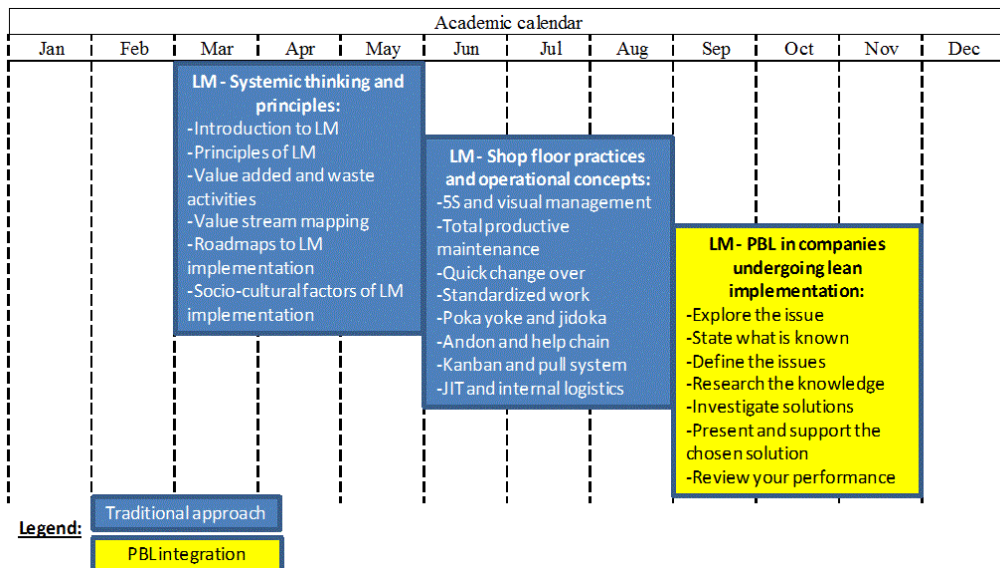 Academic calendar
Jan Feb Mar Apr May Jun Jul Aug Sep Oct Nov Dec
LM - Systemic thinking and
principles:
-Introduction to LM
-Principles of LM
-Value added and waste
activities
-Value stream mapping
-Roadmaps to LM
implementation
-Socio-cultural factors of LM
implementation
LM - Shop floor practices
and operational concepts:
-5S and visual management
-Total productive
maintenance
-Quick change over
-Standardized work
-Poka yoke and jidoka
-Andon and help chain
-Kanban and pull system
-JIT and internal logistics
LM - PBL in companies
undergoing lean
implementation:
-Explore the issue
-State what is known
-Define the issues
-Research the knowledge
-Investigate solutions
-Present and support the
chosen solution
-Review your performance
Legend:
Traditional approach
PBL integration